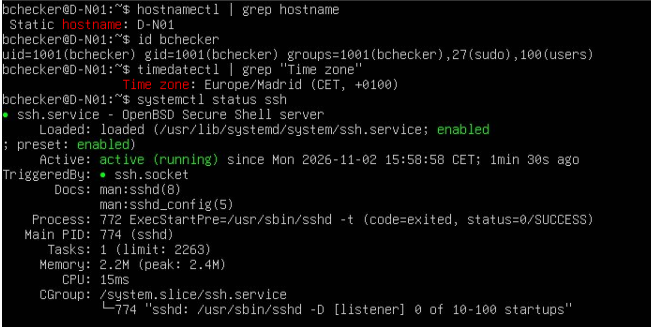 bchecker@D-N01:~$ hostnamectl | grep hostname
 Static hostname: D-N01
bchecker@D-N01:~$ id bchecker
uid=1001(bchecker) gid=1001(bchecker) groups=1001(bchecker),27(sudo),100(users)
bchecker@D-N01:~$ timedatectl | grep "Time zone"
                Time zone: Europe/Madrid (CET, +0100)
bchecker@D-N01:~$ systemctl status ssh
● ssh.service - OpenBSD Secure Shell server
     Loaded: loaded (/usr/lib/systemd/system/ssh.service; enabled
; preset: enabled)
     Active: active (running) since Mon 2026-11-02 15:58:58 CET; 1min 30s ago
TriggeredBy: ● ssh.socket
       Docs: man:sshd(8)
             man:sshd_config(5)
    Process: 772 ExecStartPre=/usr/sbin/sshd -t (code=exited, status=0/SUCCESS)
   Main PID: 774 (sshd)
      Tasks: 1 (limit: 2263)
     Memory: 2.2M (peak: 2.4M)
        CPU: 15ms
     CGroup: /system.slice/ssh.service
             └─774 "sshd: /usr/sbin/sshd -D [listener] 0 of 10-100 startups"